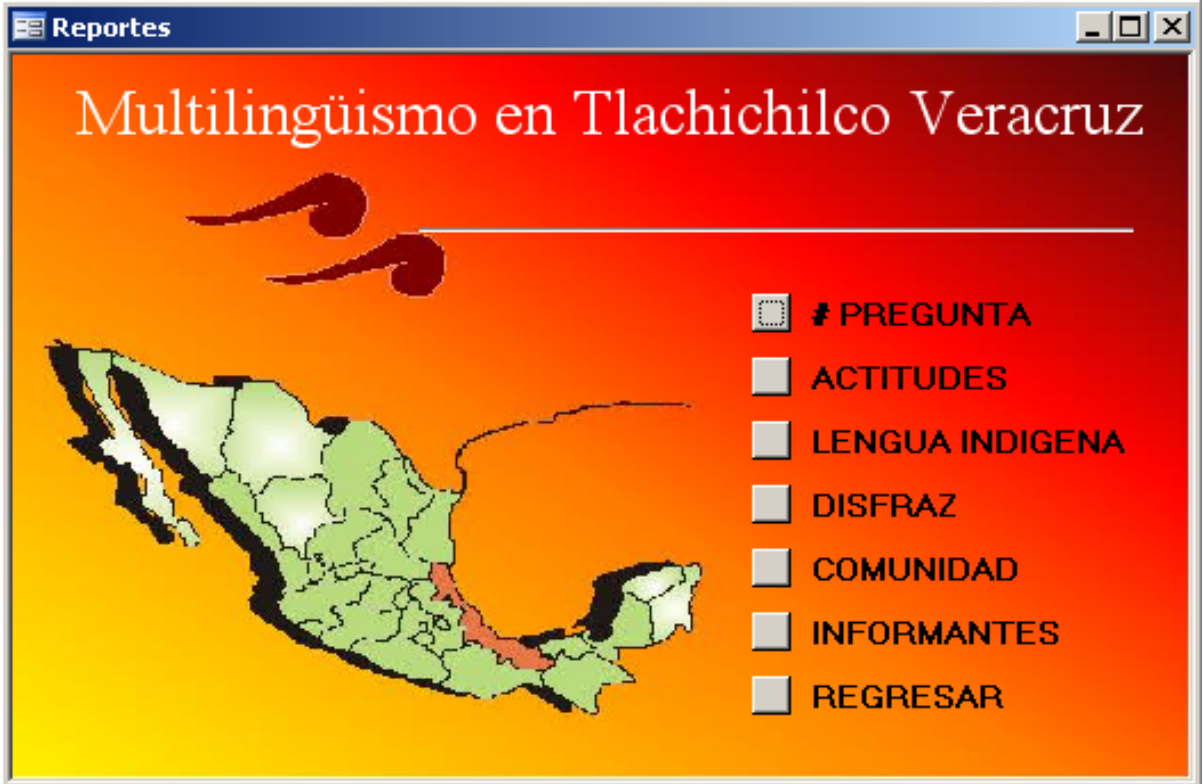 Reportes
Multilingüismo en Tlachichilco Veracruz
# PREGUNTA
ACTITUDES
LENGUA INDIGENA
DISFRAZ
COMUNIDAD
INFORMANTES
REGRESAR